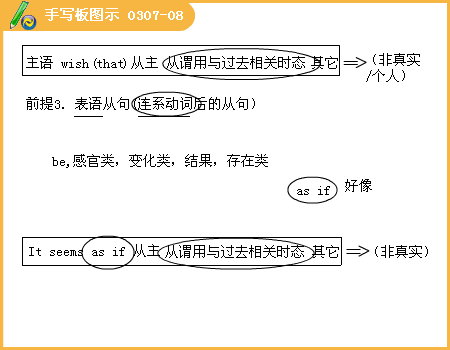 手写板图示 0307-08
主语 wish(that)从主 从谓用与过去相关时态 其它 (非真实
/个人)
前提3. 表语从句(连系动词后的从句)
be,感官类, 变化类, 结果, 存在类
as if 好像
It seems as if 从主 从谓用与过去相关时态 其它 (非真实)